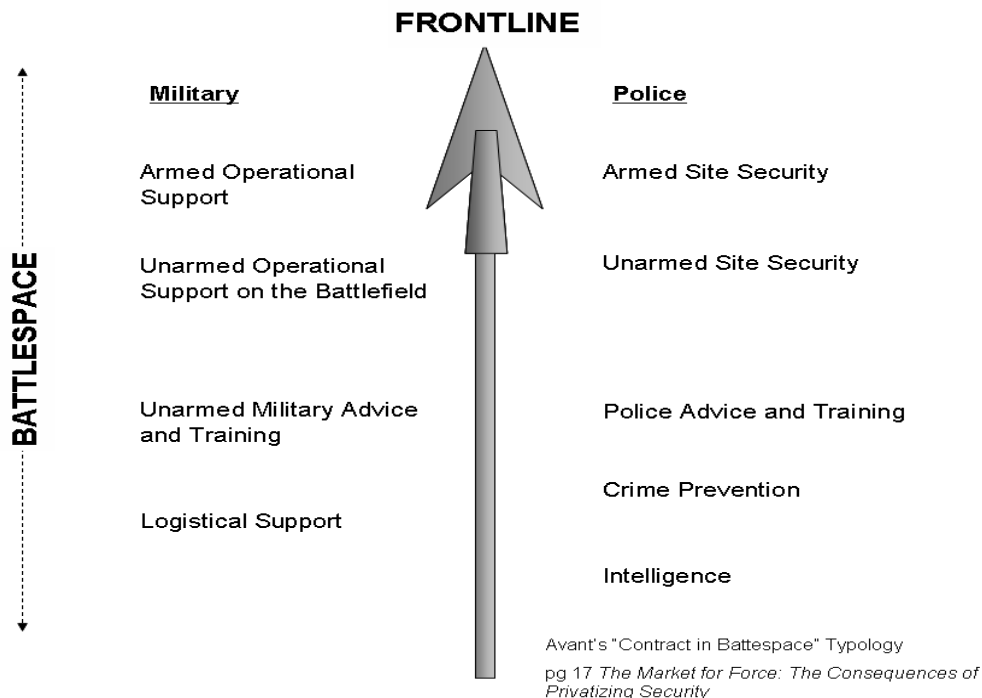 FRONTLINE
BATTLESPACE
Military
Armed Operational
Support
Unarmed Operational
Support on the Battlefield
Unarmed Military Advice
and Training
Logistical Support
Police
Armed Site Security
Unarmed Site Security
Police Advice and Training
Crime Prevention
Intelligence
Avant's "Contract in Battespace" Typology
pg 17 The Market for Force: The Consequences of
Privatizing Security